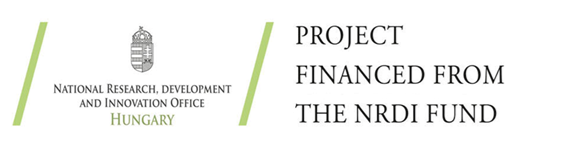 NATIONAL RESEARCH, DEVELOPMENT
AND INNOVATION OFFICE
HUNGARY
PROJECT
FINANCED FROM
THE NRDI FUND